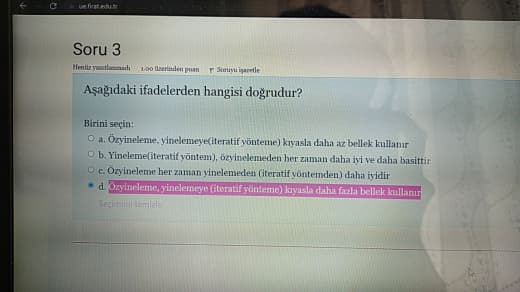 ue.firat.edu.tr
Soru 3
Henüz yanıtlanmadı 1,00 üzerinden puan Soruyu işaretle
Aşağıdaki ifadelerden hangisi doğrudur?
Birini seçin:
a. Özyineleme, yinelemeye(iteratif yönteme) kıyasla daha az bellek kullanır
b. Yineleme(iteratif yöntem), özyinelemeden her zaman daha iyi ve daha basittir
c. Özyineleme her zaman yinelemeden (iteratif yöntemden) daha iyidir
d. Özyineleme, yinelemeye (iteratif yönteme) kıyasla daha fazla bellek kullanır
Seçimimi temizle